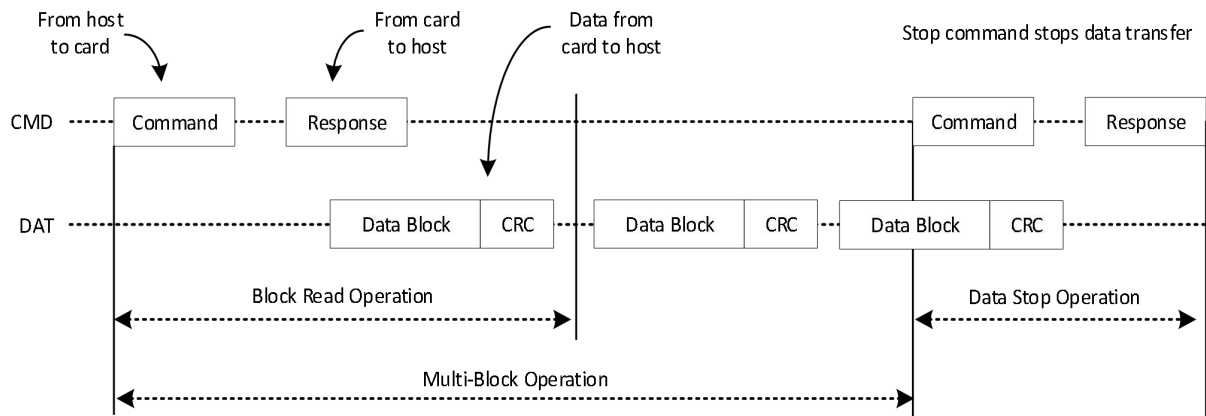 From host
to card
From card
to host
Data from
card to host
Stop command stops data transfer
CMD
Command
Response
Command
Response
DAT
Data Block
CRC
Data Block
CRC
Data Block
CRC
Block Read Operation
Data Stop Operation
Multi-Block Operation